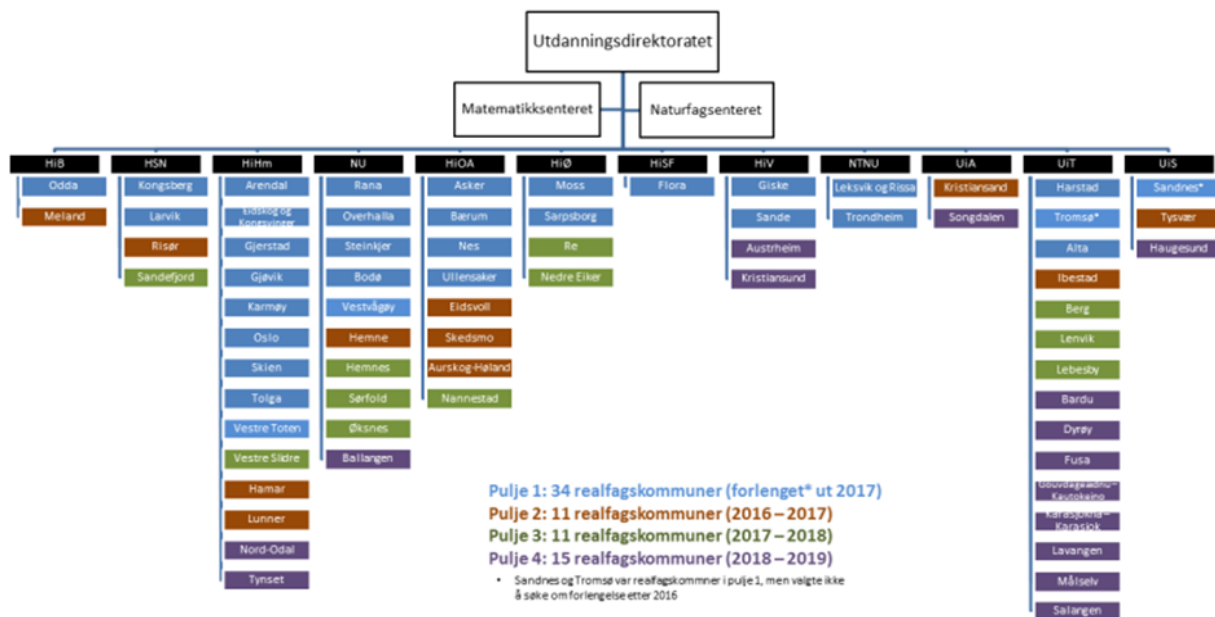 Utdanningsdirektoratet
Matematikksenteret
Naturfagsenteret
HiB
Odda
Meland
HSN
Kongsberg
Larvik
Risør
Sandefjord
HiHm
Arendal
Eidskog og
Kongsvinger
Gjerstad
Gjøvik
Karmøy
Oslo
Skien
Tolga
Vestre Toten
Vestre Slidre
Hamar
Lunner
Nord-Odal
Tynset
NU
Rana
Overhalla
Steinkjer
Bodø
Vestvågøy
Hemne
Hemnes
Sørfold
Øksnes
Ballangen
HiOA
Asker
Bærum
Nes
Ullensaker
Eidsvoll
Skedsmo
Aurskog-Høland
Nannestad
HiØ
Moss
Sarpsborg
Re
Nedre Eiker
HiSF
Flora
HiV
Giske
Sande
Austrheim
Kristiansund
NTNU
Leksvik og Rissa
Trondheim
UiA
Kristiansand
Songdalen
UiT
Harstad
Tromsø*
Alta
Ibestad
Berg
Lenvik
Lebesby
Bardu
Dyrøy
Fusa
Kautokeino
Karasjok
Lavangen
Målselv
Salangen
UiS
Sandnes*
Tysvær
Haugesund
Pulje 1: 34 realfagskommuner (forlenget* ut 2017)
Pulje 2: 11 realfagskommuner (2016 – 2017)
Pulje 3: 11 realfagskommuner (2017 – 2018)
Pulje 4: 15 realfagskommuner (2018 – 2019)
• Sandnes og Tromsø var realfagskommner i pulje 1, men valgte ikke
å søke om forlengelse etter 2016